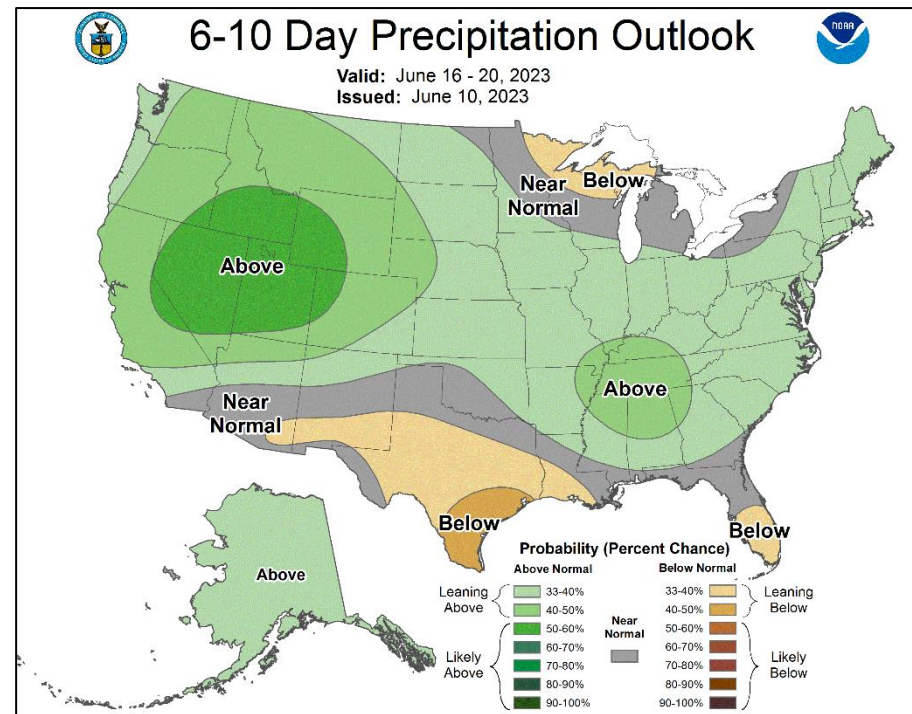 6-10 Day Precipitation Outlook
NOAA
Valid: June 16 - 20, 2023
Issued: June 10, 2023
Near
Normal
Below
Above
Above
Near
Normal
Below
Below
Above
Probability (Percent Chance)
Above Normal
Below Normal
Leaning
Above
33-40%
40-50%
Likely
Above
50-60%
60-70%
70-80%
80-90%
90-100%
Near
Normal
33-40%
40-50%
Leaning
Below
50-60%
60-70%
70-80%
80-90%
90-100%
Likely
Below